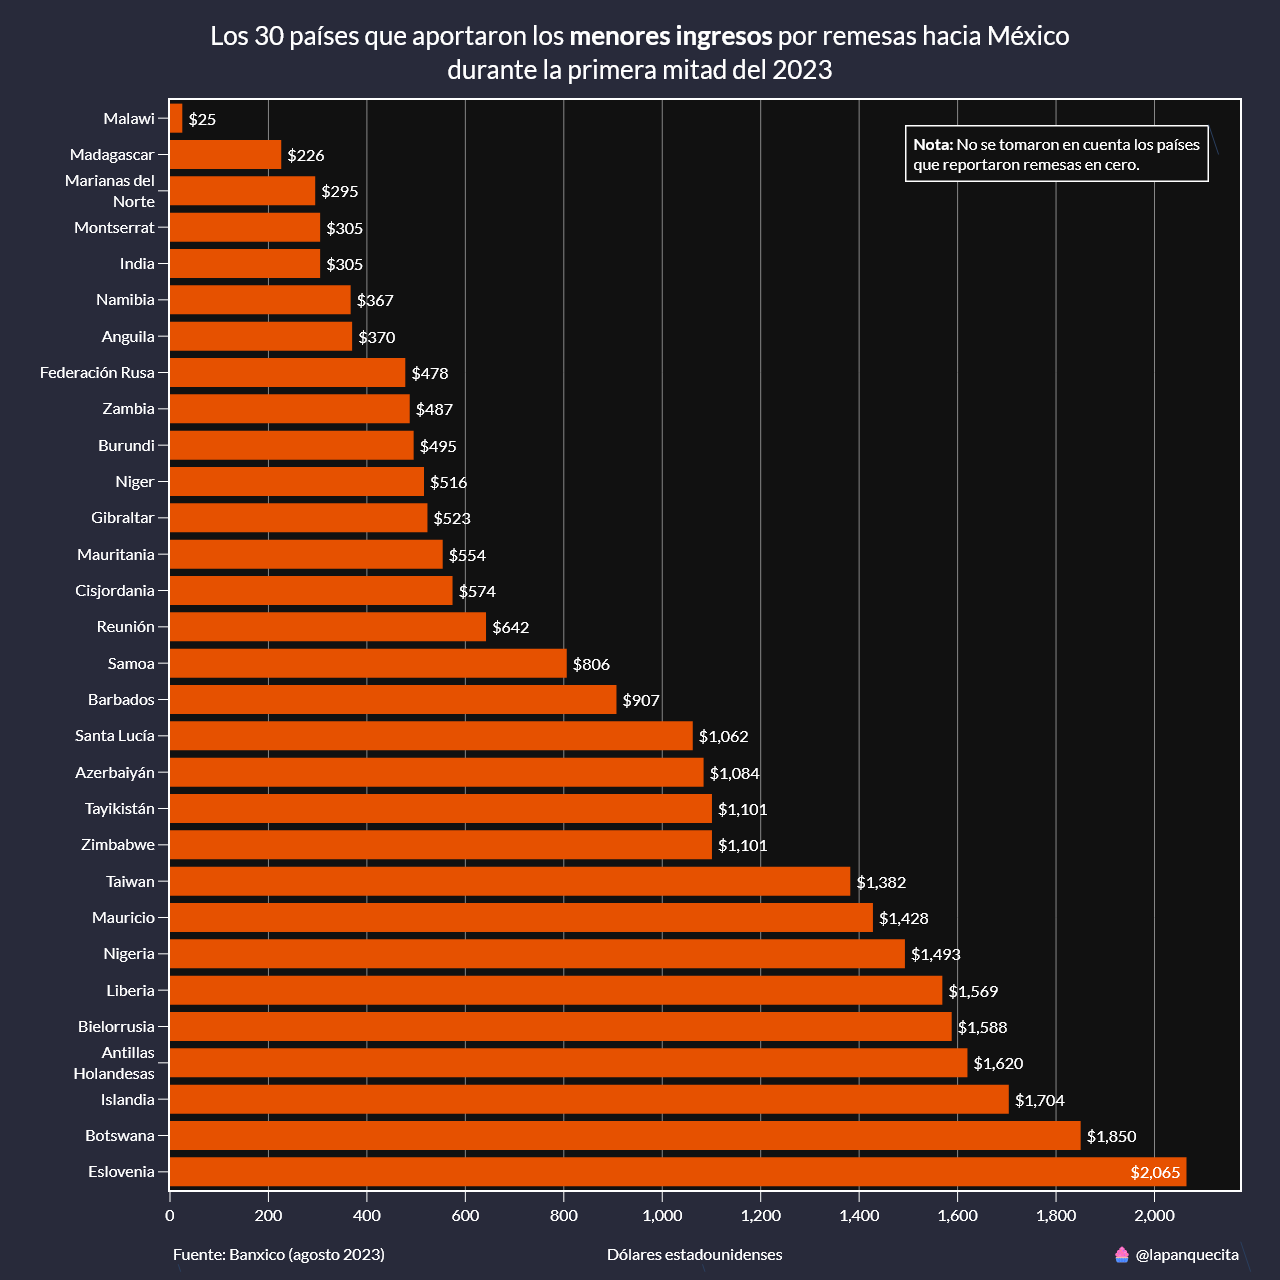 Los 30 países que aportaron los menores ingresos por remesas hacia México
durante la primera mitad del 2023
Nota: No se tomaron en cuenta los países
que reportaron remesas en cero.
Malawi $25
Madagascar $226
Marianas del
Norte $295
Montserrat $305
India $305
Namibia $367
Anguila $370
Federación Rusa $478
Zambia $487
Burundi $495
Niger $516
Gibraltar $523
Mauritania $554
Cisjordania $574
Reunión $642
Samoa $806
Barbados $907
Santa Lucía $1,062
Azerbaiyán $1,084
Tayikistán $1,101
Zimbabwe $1,101
Taiwan $1,382
Mauricio $1,428
Nigeria $1,493
Liberia $1,569
Bielorrusia $1,588
Antillas
Holandesas $1,620
Islandia $1,704
Botswana $1,850
Eslovenia $2,065
0 200 400 600 800 1,000 1,200 1,400 1,600 1,800 2,000
Fuente: Banxico (agosto 2023) Dólares estadounidenses @lapanquecita